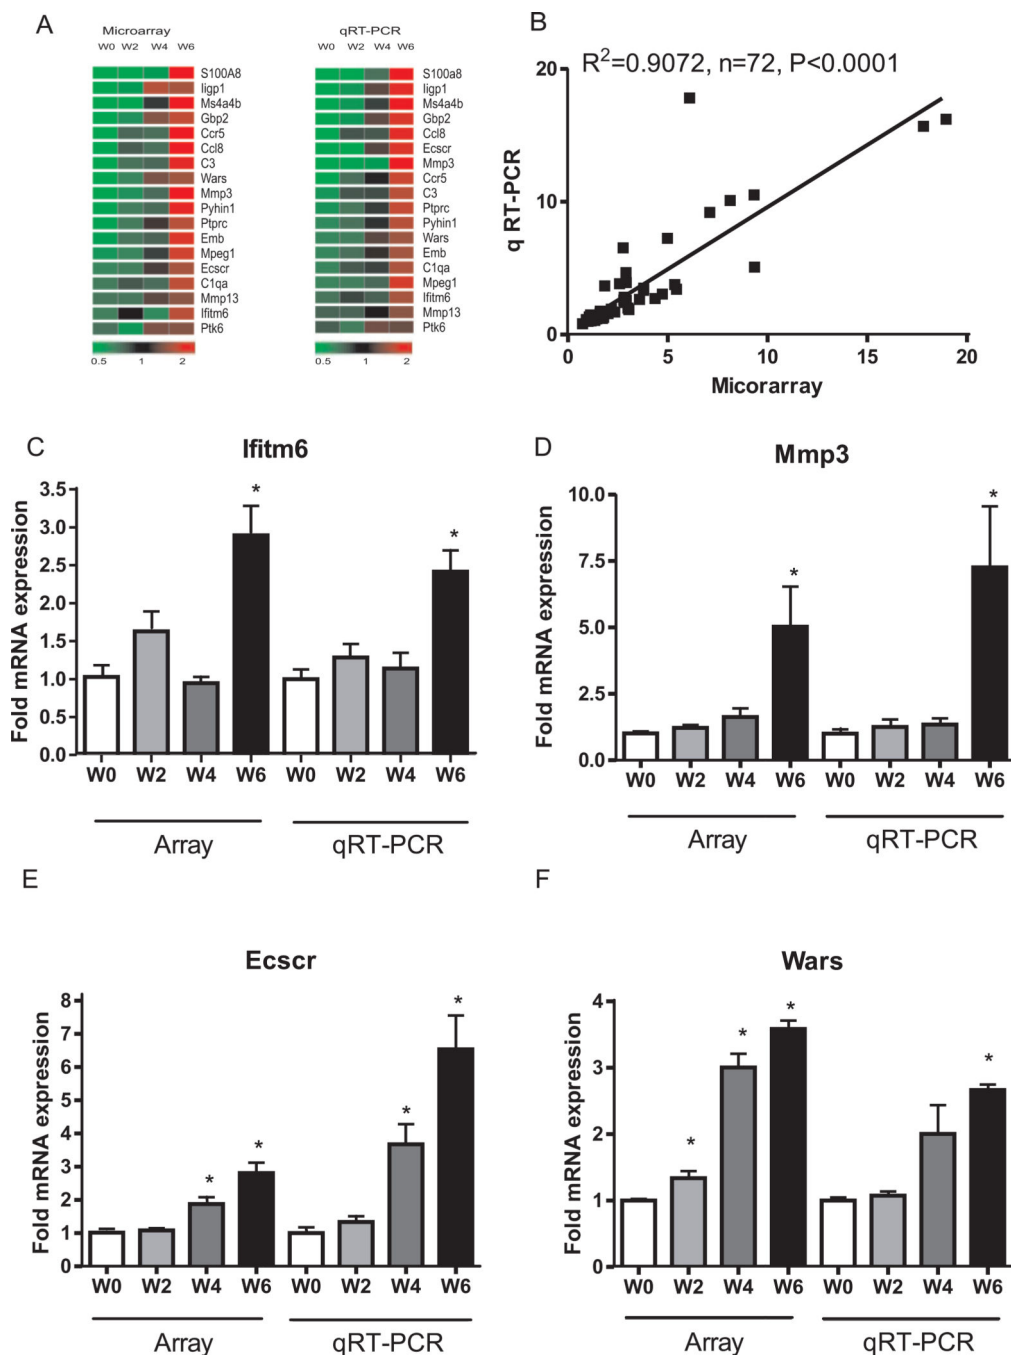 A
Microarray
W0 W2 W4 W6
S100A8
Iigp1
Ms4a4b
Gbp2
Ccr5
Ccl8
C3
Wars
Mmp3
Pyhin1
Ptprc
Emb
Mpeg1
Ecscr
C1qa
Mmp13
Ifitm6
Ptk6
0.5 1 2
qRT-PCR
W0 W2 W4 W6
S100a8
Iigp1
Ms4a4b
Gbp2
Ccl8
Ecscr
Mmp3
Ccr5
C3
Ptprc
Pyhin1
Wars
Emb
C1qa
Mpeg1
Ifitm6
Mmp13
Ptk6
0.5 1 2
B
R2=0.9072, n=72, P<0.0001
q RT-PCR
20
10
0
0 5 10 15 20
Micorarray
C
Ifitm6
Fold mRNA expression
3.5
3.0
2.5
2.0
1.5
1.0
0.5
0.0
* *
W0 W2 W4 W6 W0 W2 W4 W6
Array qRT-PCR
D
Mmp3
Fold mRNA expression
10.0
7.5
5.0
2.5
0.0
* *
W0 W2 W4 W6 W0 W2 W4 W6
Array qRT-PCR
E
Ecscr
Fold mRNA expression
8
7
6
5
4
3
2
1
0
* * * *
W0 W2 W4 W6 W0 W2 W4 W6
Array qRT-PCR
F
Wars
Fold mRNA expression
4
3
2
1
0
* * * *
W0 W2 W4 W6 W0 W2 W4 W6
Array qRT-PCR